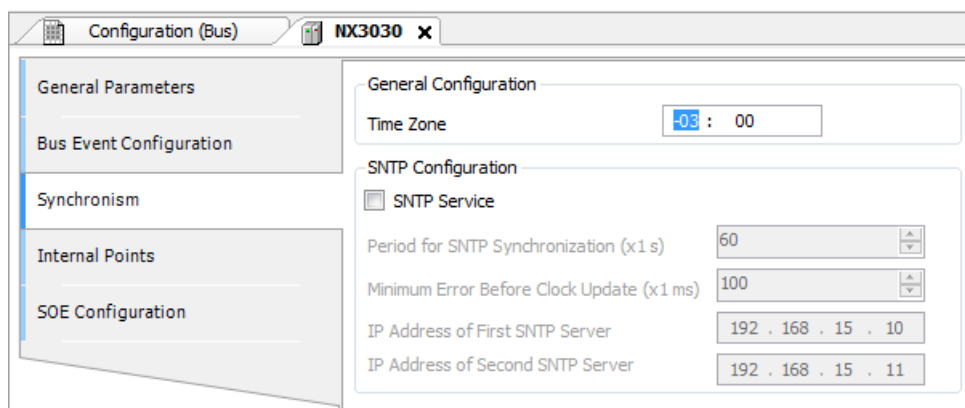 Configuration (Bus) NX3030
General Parameters
Bus Event Configuration
Synchronism
Internal Points
SOE Configuration
General Configuration
Time Zone -03 : 00
SNTP Configuration
SNTP Service
Period for SNTP Synchronization (x1 s) 60
Minimum Error Before Clock Update (x1 ms) 100
IP Address of First SNTP Server 192 . 168 . 15 . 10
IP Address of Second SNTP Server 192 . 168 . 15 . 11